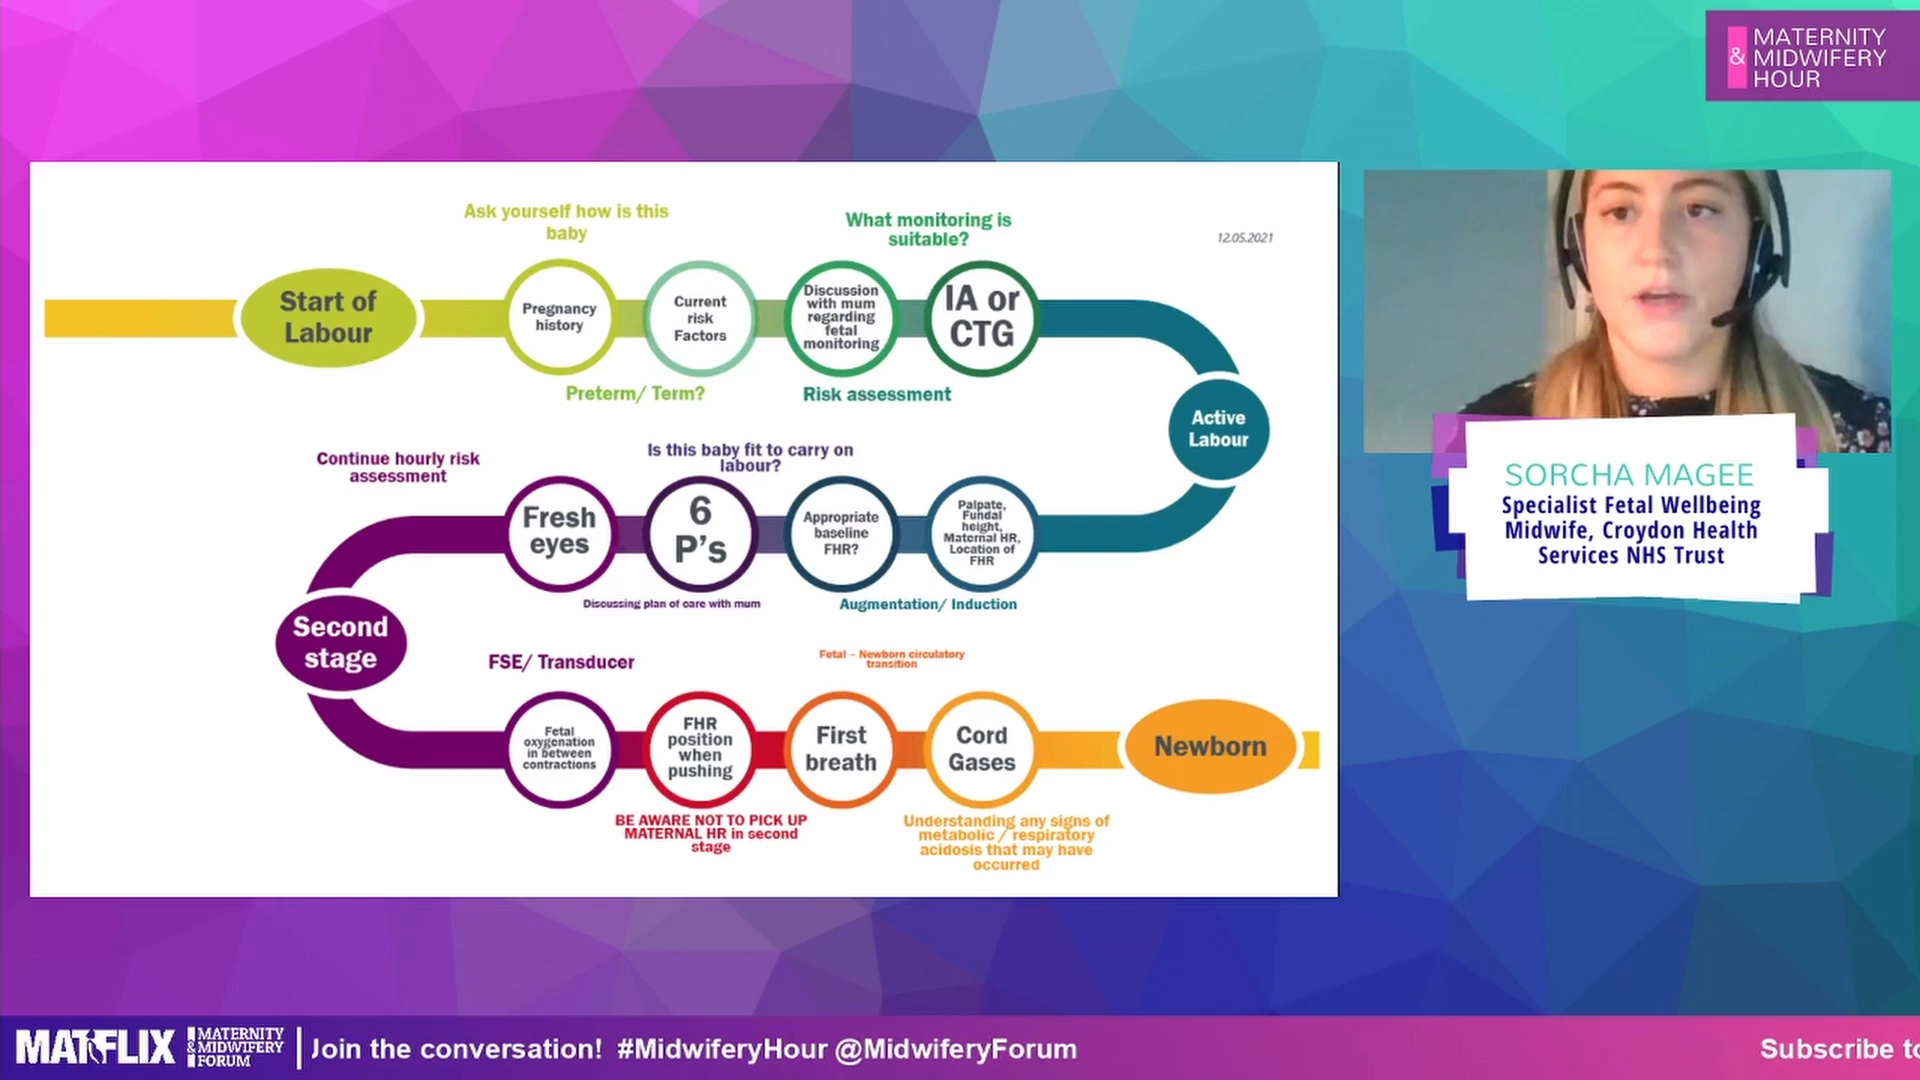 MATERNITY
& MIDWIFERY
HOUR
Ask yourself how is this
baby
What monitoring is
suitable?
12.05.2021
Start of
Labour
Pregnancy
history
Current
risk
Factors
Discussion
with mum
regarding
fetal
monitoring
IA or
CTG
Preterm/ Term?
Risk assessment
Active
Labour
Continue hourly risk
assessment
Is this baby fit to carry on
labour?
Fresh
eyes
6
P's
Appropriate
baseline
FHR?
Palpate,
Fundal
height,
Maternal HR,
Location of
FHR
Discussing plan of care with mum
Augmentation/ Induction
Second
stage
FSE/ Transducer
Fetal – Newborn circulatory
transition
Fetal
oxygenation
in between
contractions
FHR
position
when
pushing
First
breath
Cord
Gases
Newborn
BE AWARE NOT TO PICK UP
MATERNAL HR in second
stage
Understanding any signs of
metabolic / respiratory
acidosis that may have
occurred
SORCHA MAGEE
Specialist Fetal Wellbeing
Midwife, Croydon Health
Services NHS Trust
MATFLIX
MATERNITY
& MIDWIFERY
FORUM
Join the conversation! #MidwiferyHour @MidwiferyForum
Subscribe to